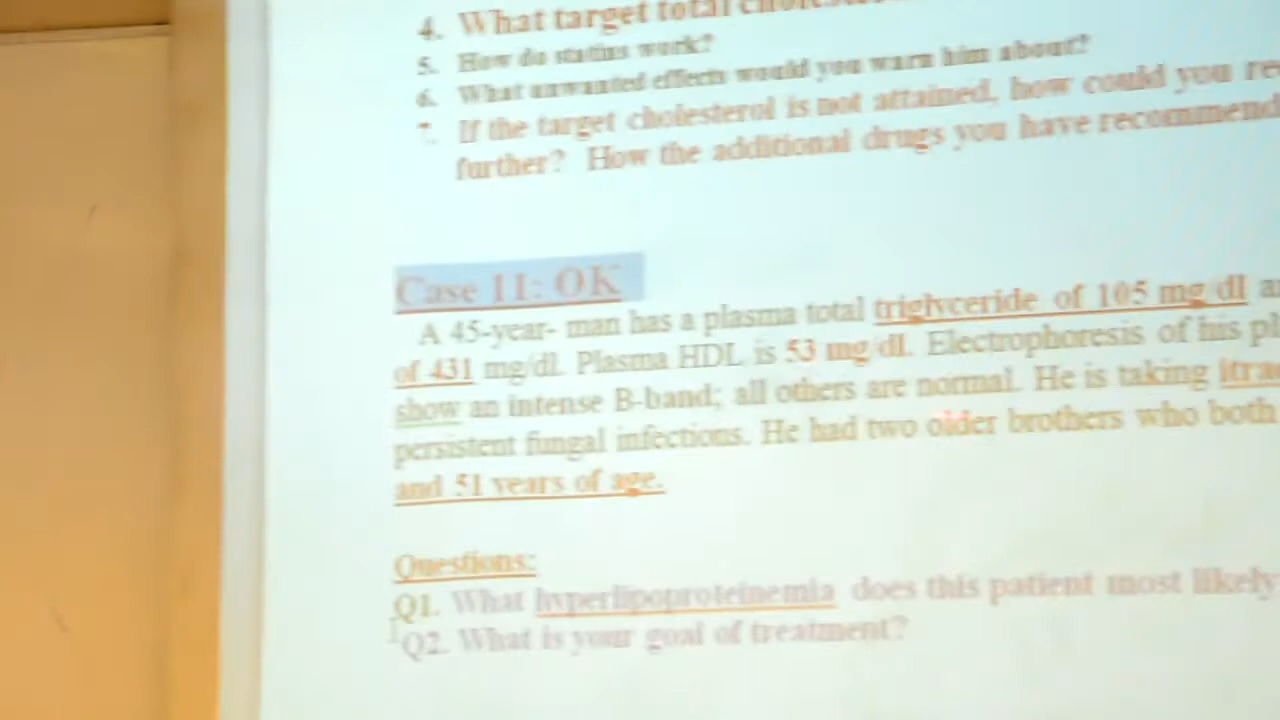 4. What target total
5. How do statins work?
6. What unwanted effects would you warn him about?
7. If the target cholesterol is not attained, how could you
further? How the additional drugs you have
Case 11: OK
A 45-year- man has a plasma total triglyceride of 105 mg/dl
of 431 mg/dl. Plasma HDL is 53 mg/dl. Electrophoresis of his
show an intense B-band; all others are normal. He is taking
persistent fungal infections. He had two older brothers who both
and 51 years of age.
Questions:
Q1. What hyperlipoproteinemia does this patient most likely
Q2. What is your goal of treatment?